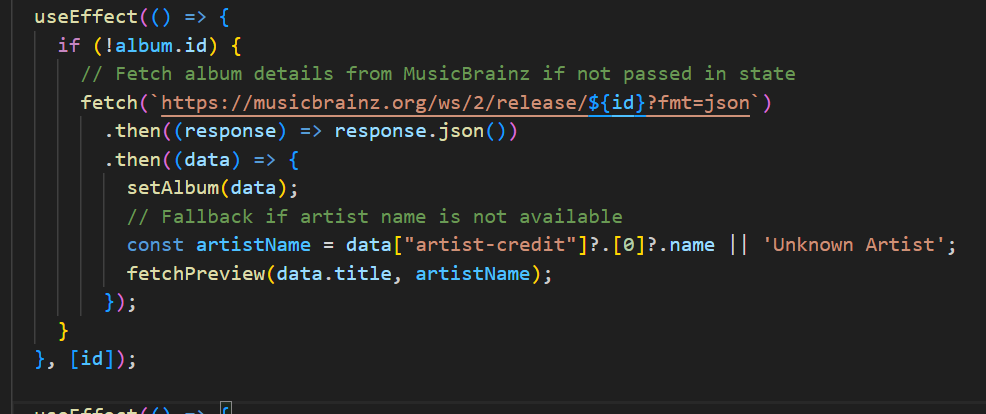 useEffect(() => {
if (!album.id) {
// Fetch album details from MusicBrainz if not passed in state
fetch(`https://musicbrainz.org/ws/2/release/${id}?fmt=json`)
.then((response) => response.json())
.then((data) => {
setAlbum(data);
// Fallback if artist name is not available
const artistName = data["artist-credit"]?.[0]?.name || 'Unknown Artist';
fetchPreview(data.title, artistName);
});
}
}, [id]);
useEffect(() => {